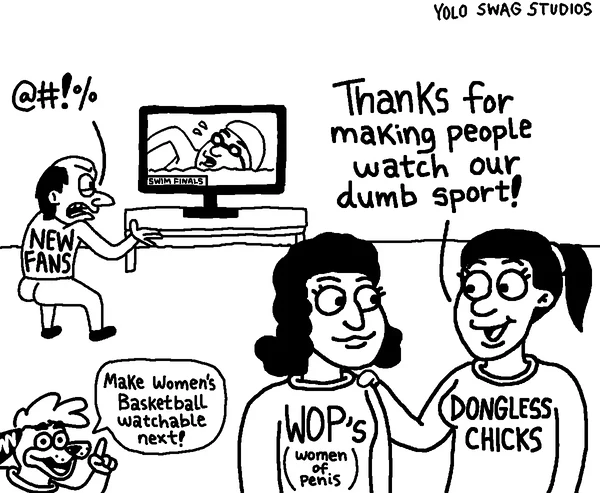 YOLO SWAG STUDIOS
@#!%
Thanks for
making people
watch our
dumb sport!
SWIM FINALS
NEW
FANS
Make Women's
Basketball
watchable
next!
WOP's
(women
of
penis)
DONGLESS
CHICKS